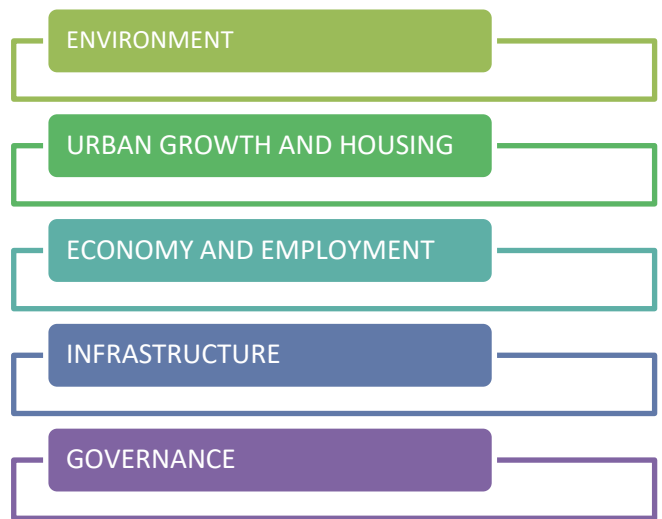 ENVIRONMENT
URBAN GROWTH AND HOUSING
ECONOMY AND EMPLOYMENT
INFRASTRUCTURE
GOVERNANCE